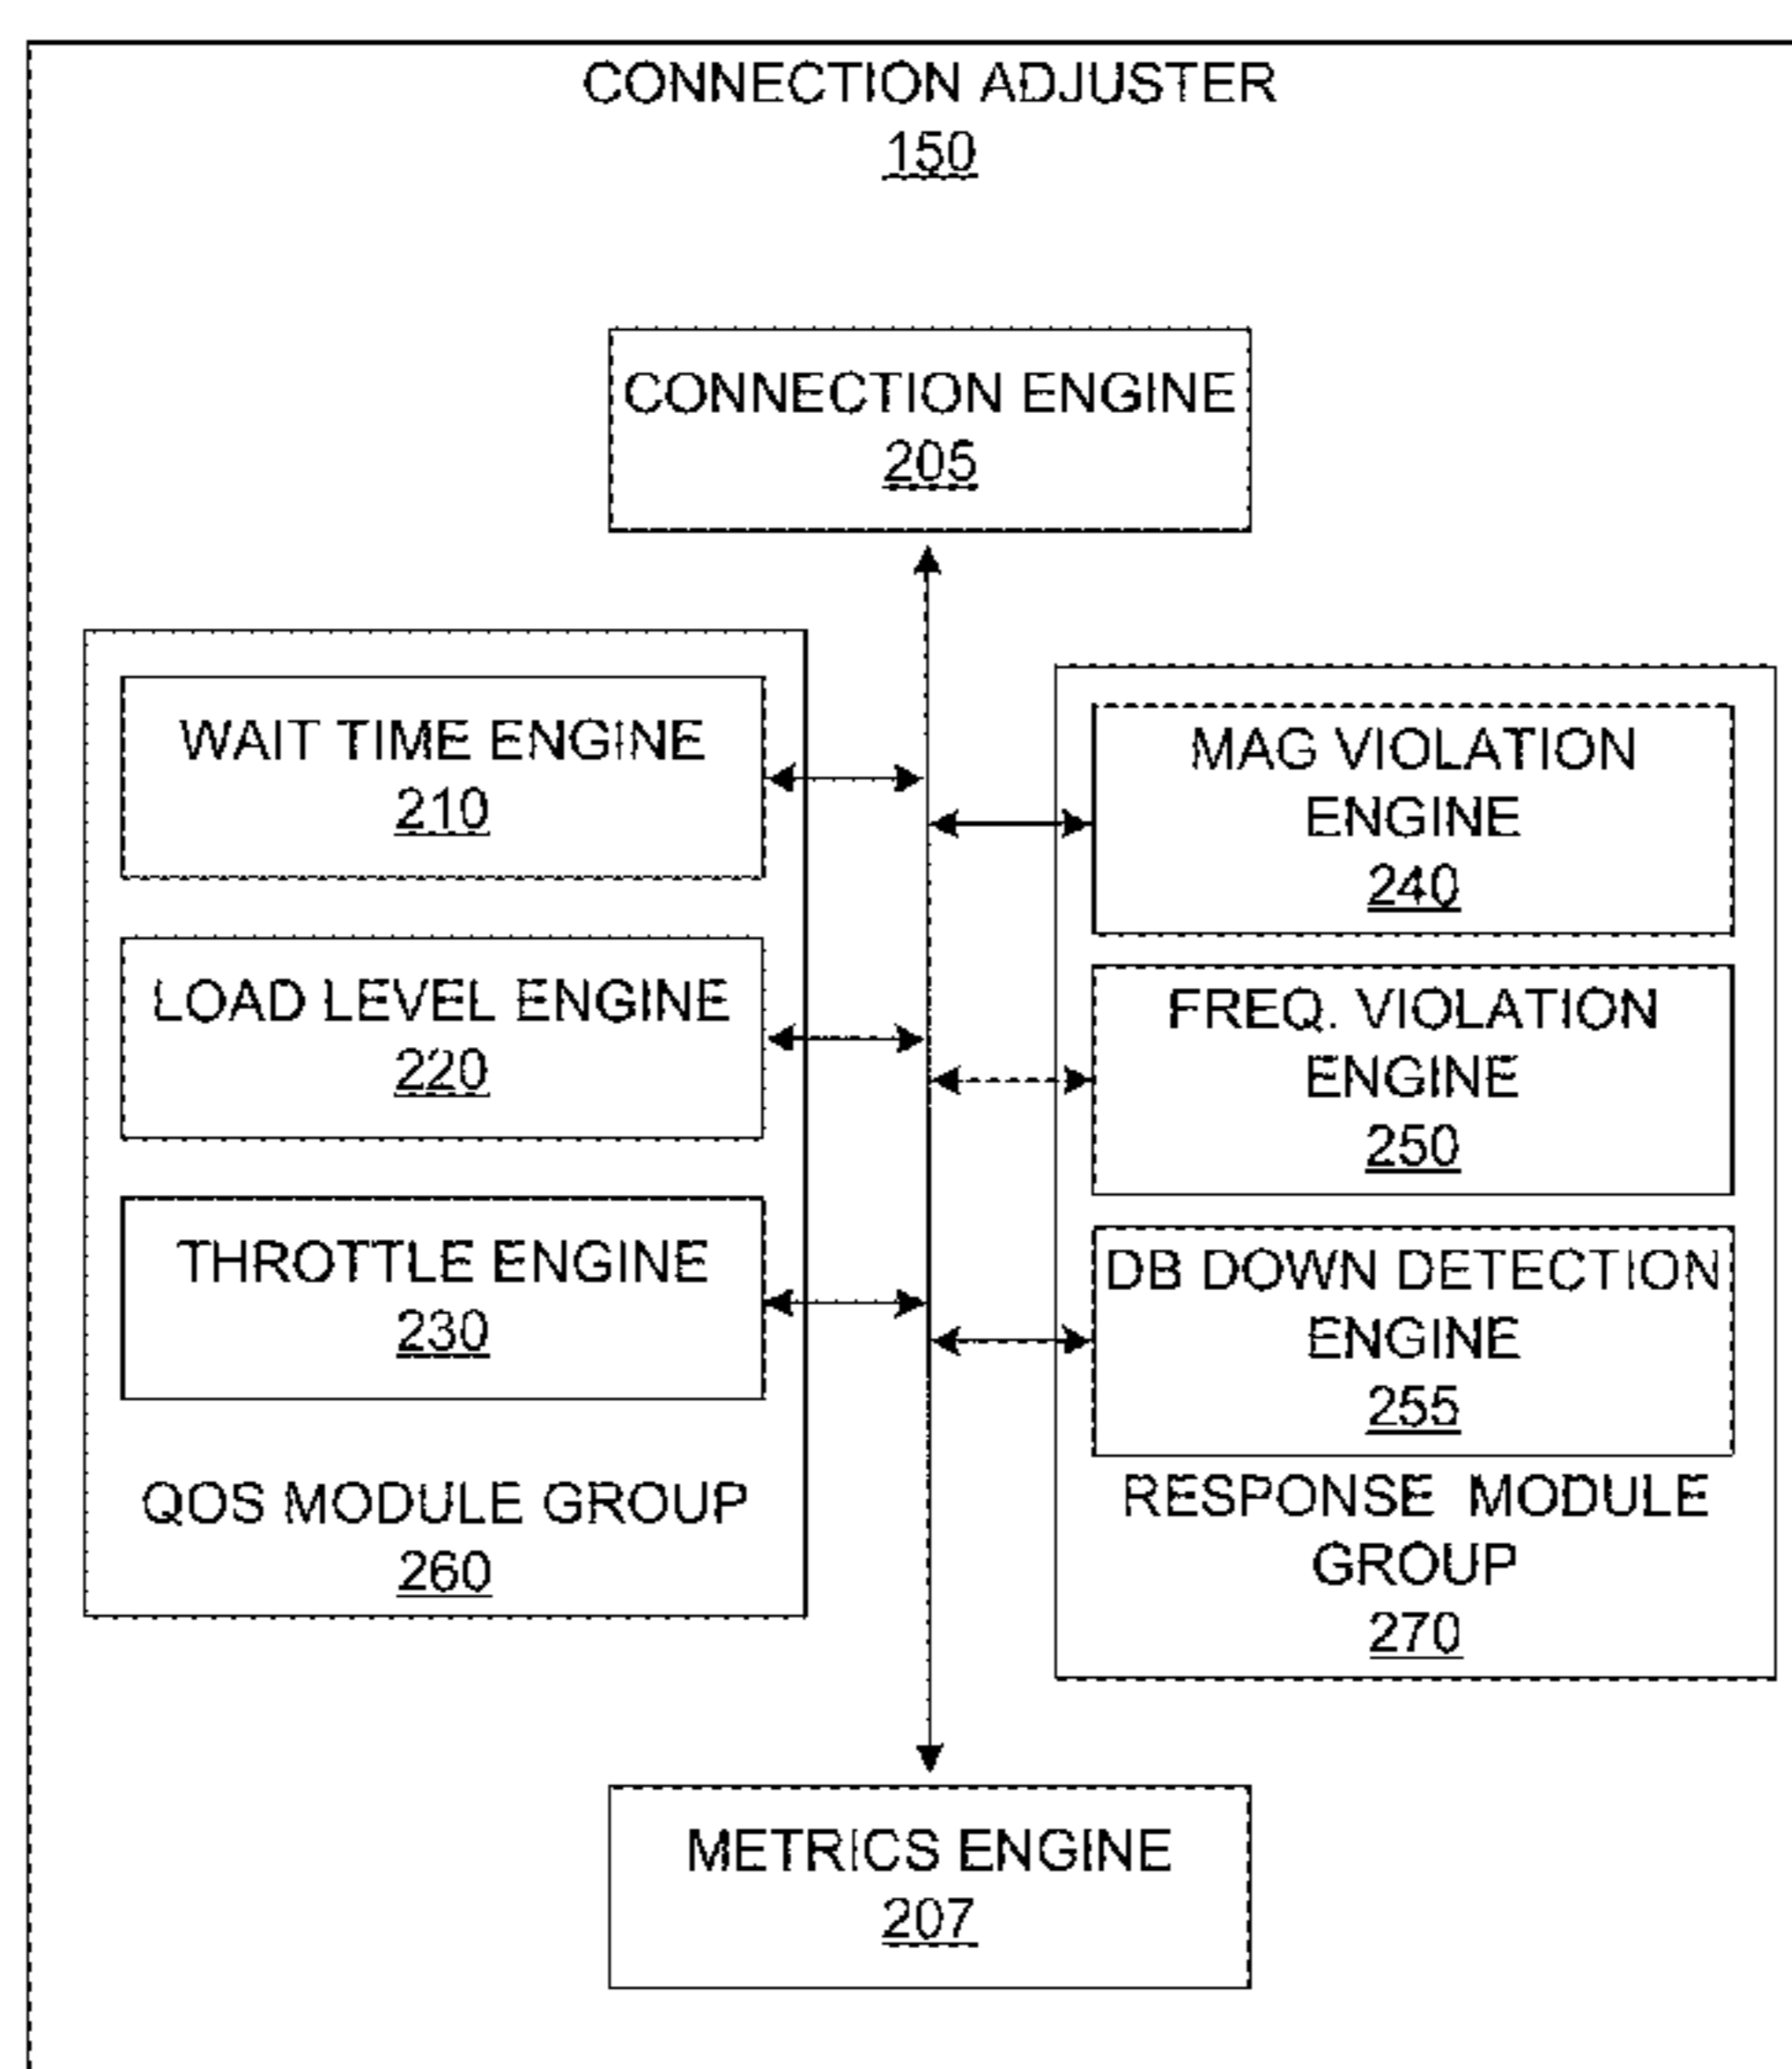 CONNECTION ADJUSTER
150
CONNECTION ENGINE
205
WAIT TIME ENGINE
210
LOAD LEVEL ENGINE
220
THROTTLE ENGINE
230
QOS MODULE GROUP
260
MAG VIOLATION
ENGINE
240
FREQ. VIOLATION
ENGINE
250
DB DOWN DETECTION
ENGINE
255
RESPONSE MODULE
GROUP
270
METRICS ENGINE
207